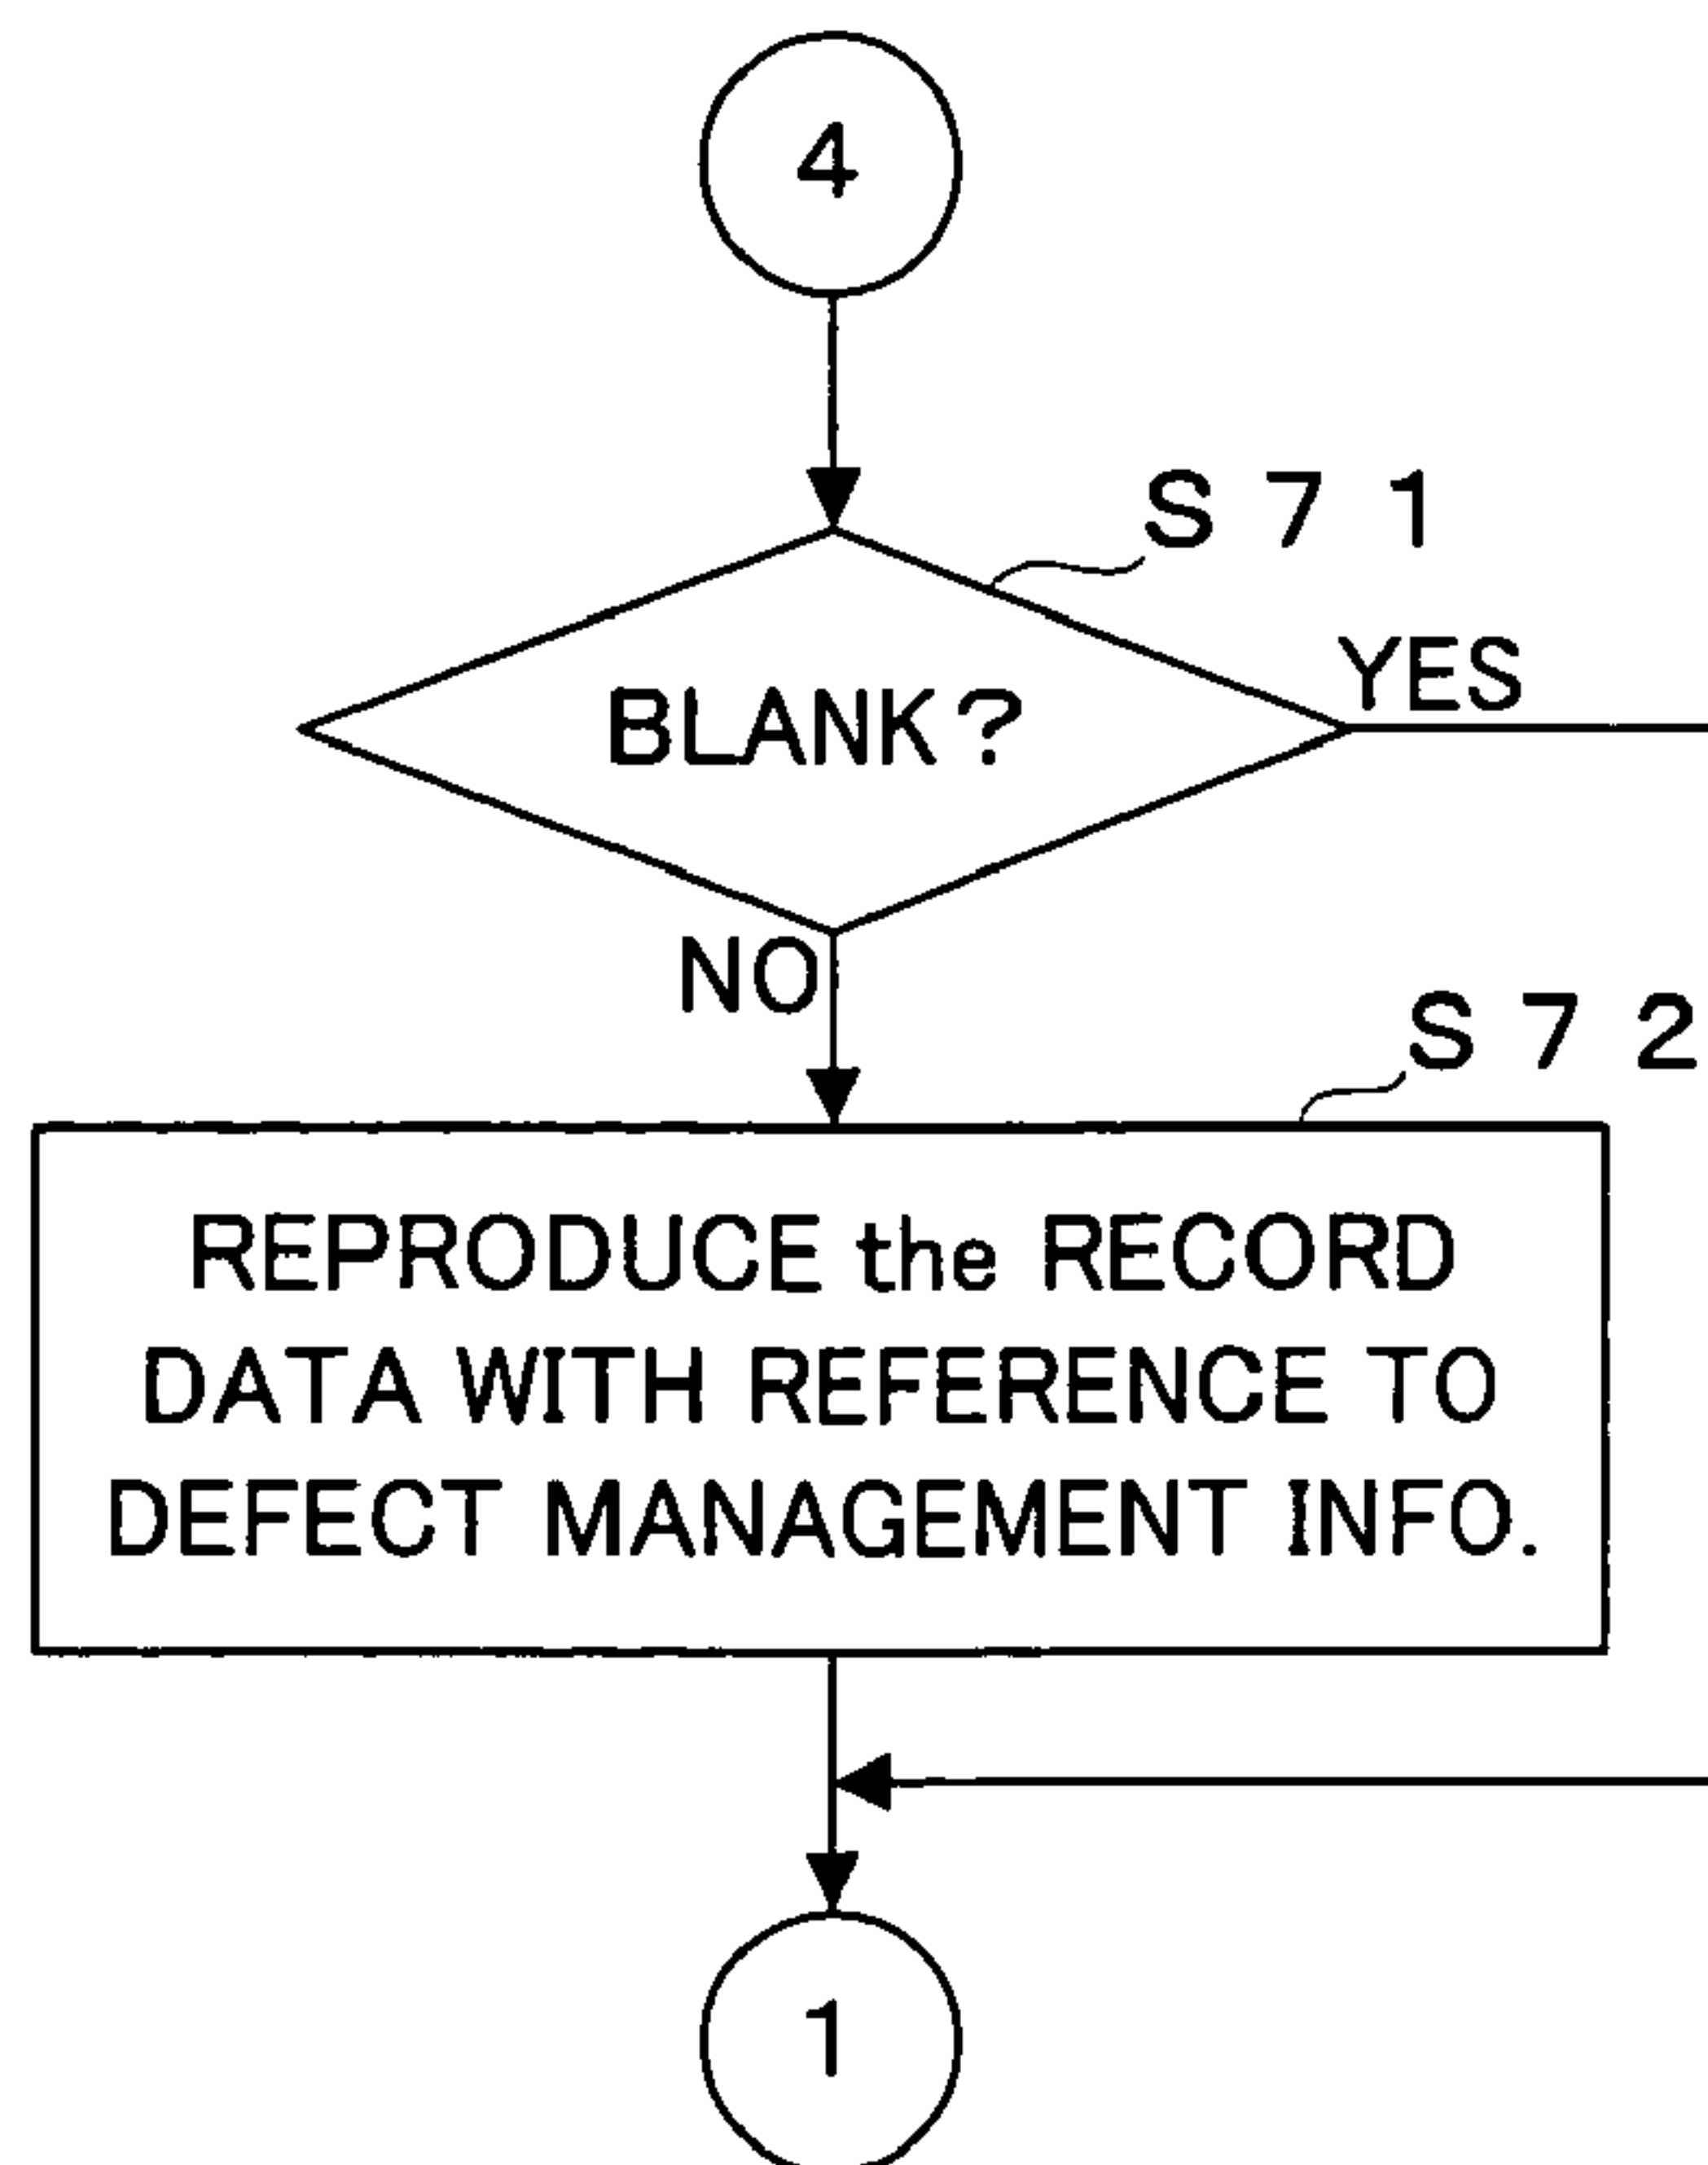 4
S71
YES
BLANK?
NO
S72
REPRODUCE the RECORD
DATA WITH REFERENCE TO
DEFECT MANAGEMENT INFO.
1